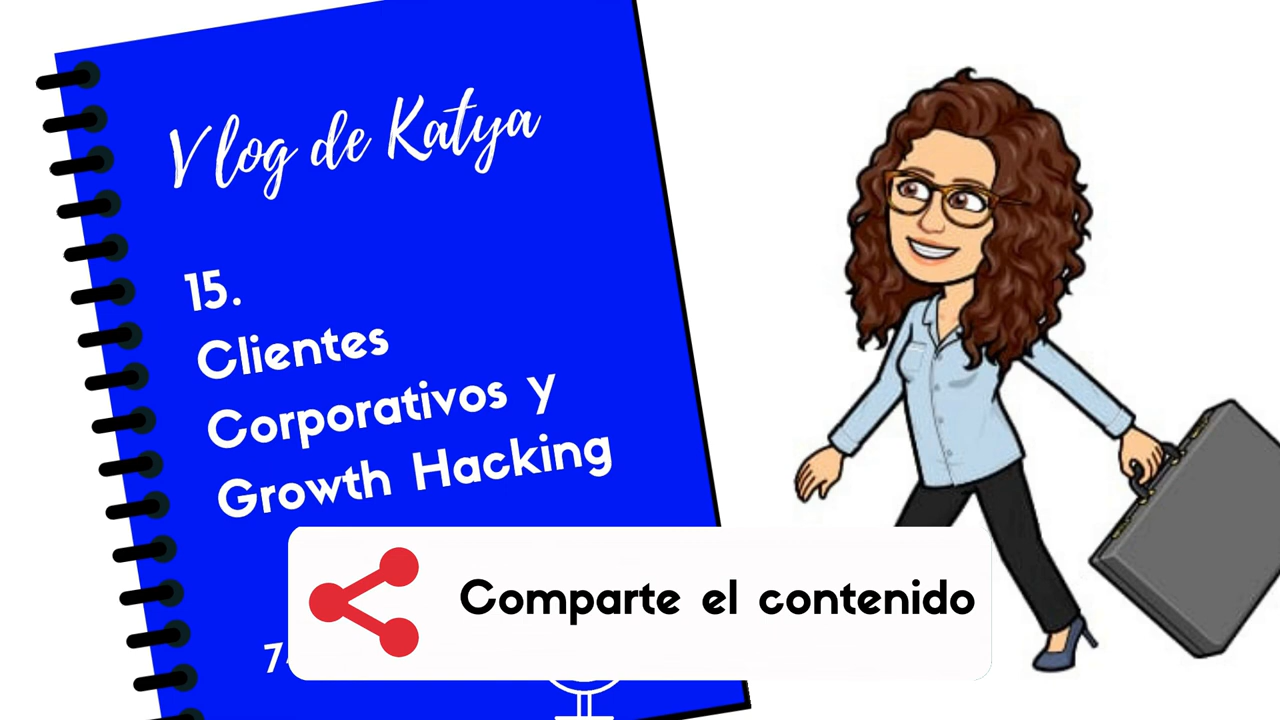 Vlog de Katya
15.
Clientes
Corporativos y
Growth Hacking
Comparte el contenido